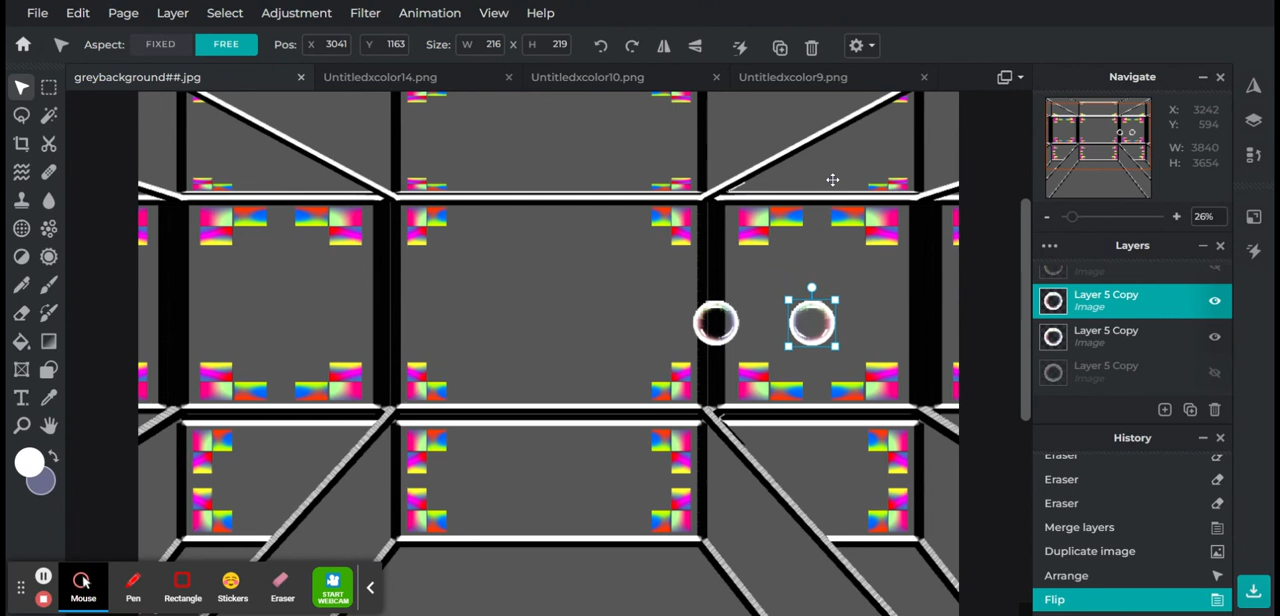 File Edit Page Layer Select Adjustment Filter Animation View Help
Aspect: FIXED FREE Pos: X 3041 Y 1163 Size: W 216 X H 219
greybackground##.jpg × Untitledxcolor14.png × Untitledxcolor10.png × Untitledxcolor9.png ×
Navigate
X: 3242
Y: 594
W: 3840
H: 3654
- + 26%
Layers
Image
Layer 5 Copy
Image
Layer 5 Copy
Image
Layer 5 Copy
Image
History
Eraser
Eraser
Eraser
Merge layers
Duplicate image
Arrange
Flip
Mouse Pen Rectangle Stickers Eraser START WEBCAM